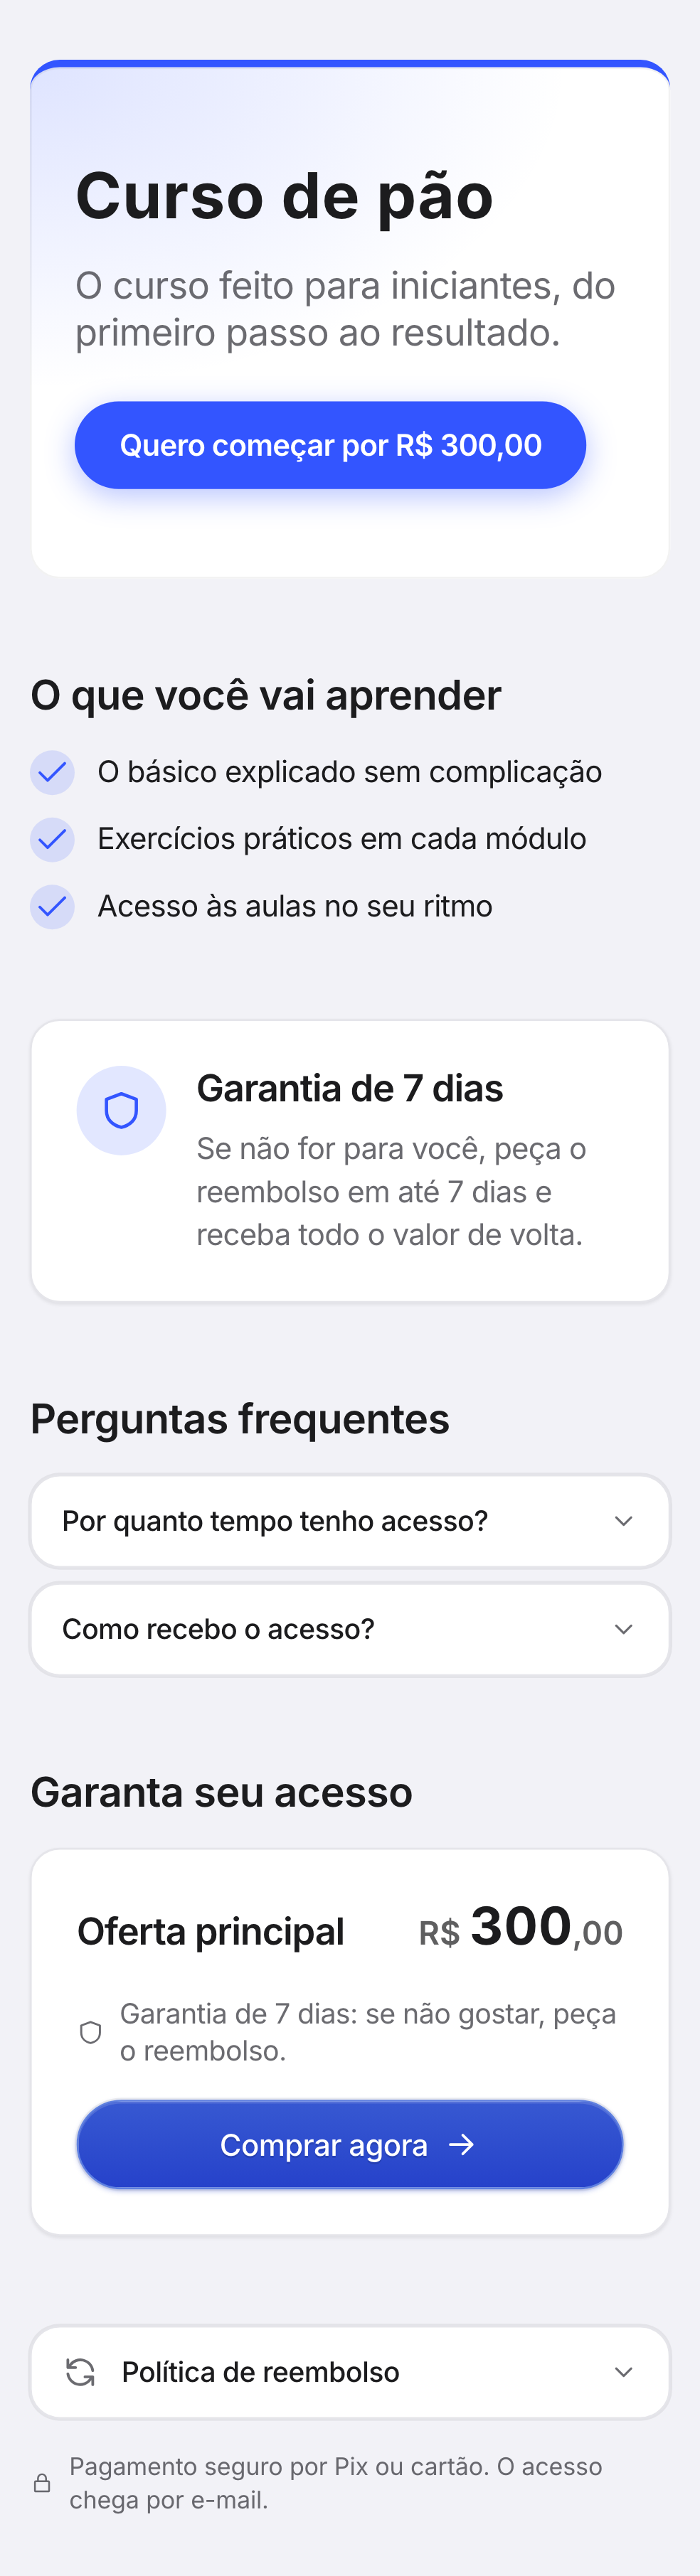 Curso de pão
O curso feito para iniciantes, do
primeiro passo ao resultado.
Quero começar por R$ 300,00
O que você vai aprender
O básico explicado sem complicação
Exercícios práticos em cada módulo
Acesso às aulas no seu ritmo
Garantia de 7 dias
Se não for para você, peça o
reembolso em até 7 dias e
receba todo o valor de volta.
Perguntas frequentes
Por quanto tempo tenho acesso?
Como recebo o acesso?
Garanta seu acesso
Oferta principal R$ 300,00
Garantia de 7 dias: se não gostar, peça
o reembolso.
Comprar agora
Política de reembolso
Pagamento seguro por Pix ou cartão. O acesso
chega por e-mail.